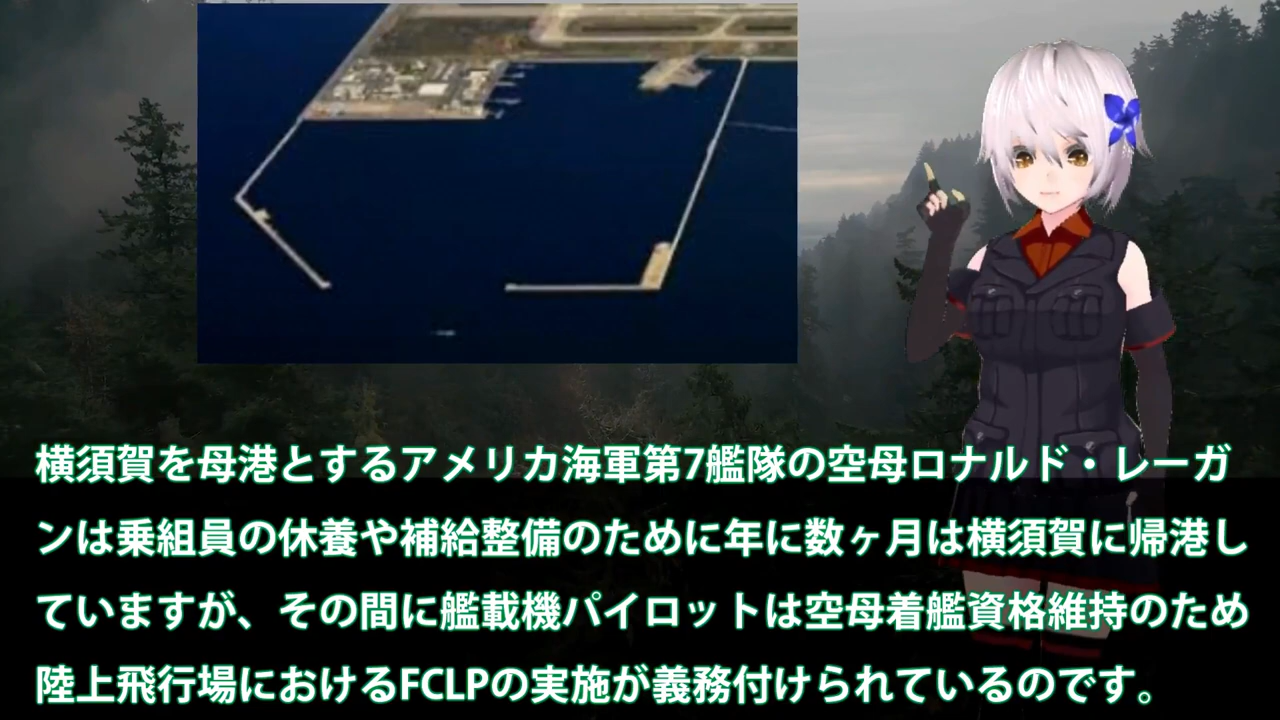 横須賀を母港とするアメリカ海軍第7艦隊の空母ロナルド・レーガ
ンは乗組員の休養や補給整備のために年に数ヶ月は横須賀に帰港し
ていますが、その間に艦載機パイロットは空母着艦資格維持のため
陸上飛行場におけるFCLPの実施が義務付けられているのです。